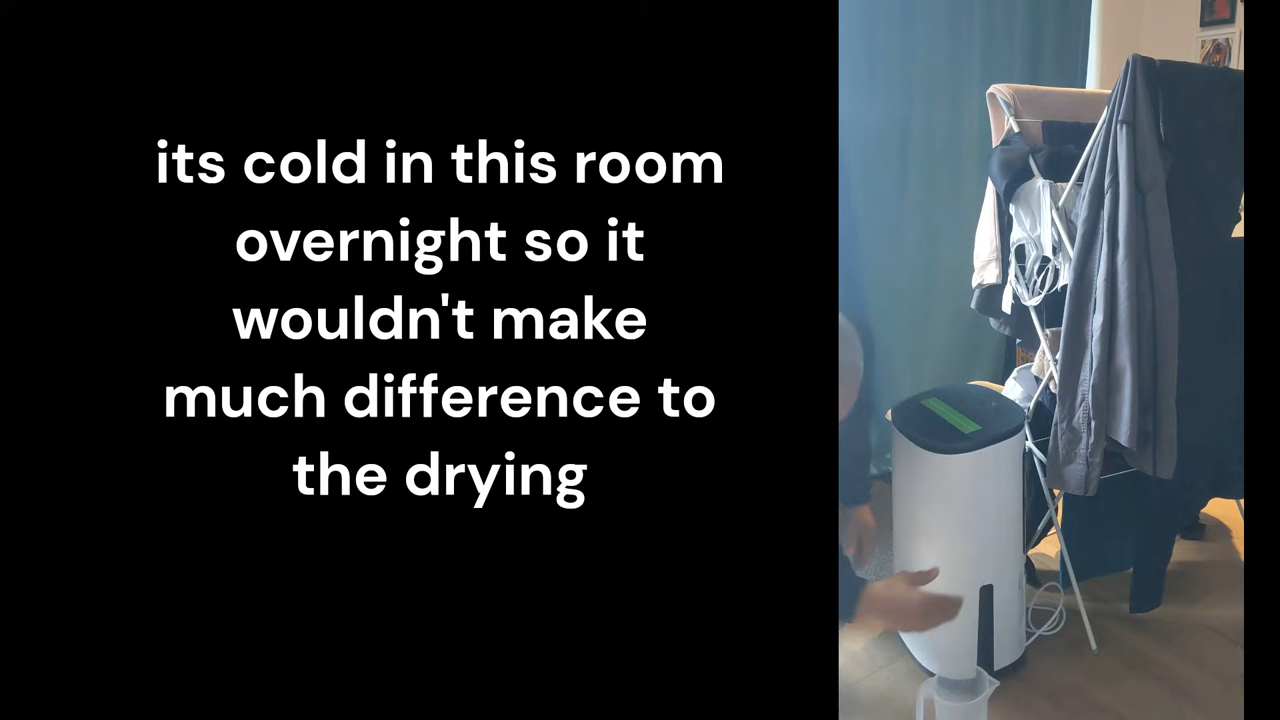 its cold in this room
overnight so it
wouldn't make
much difference to
the drying